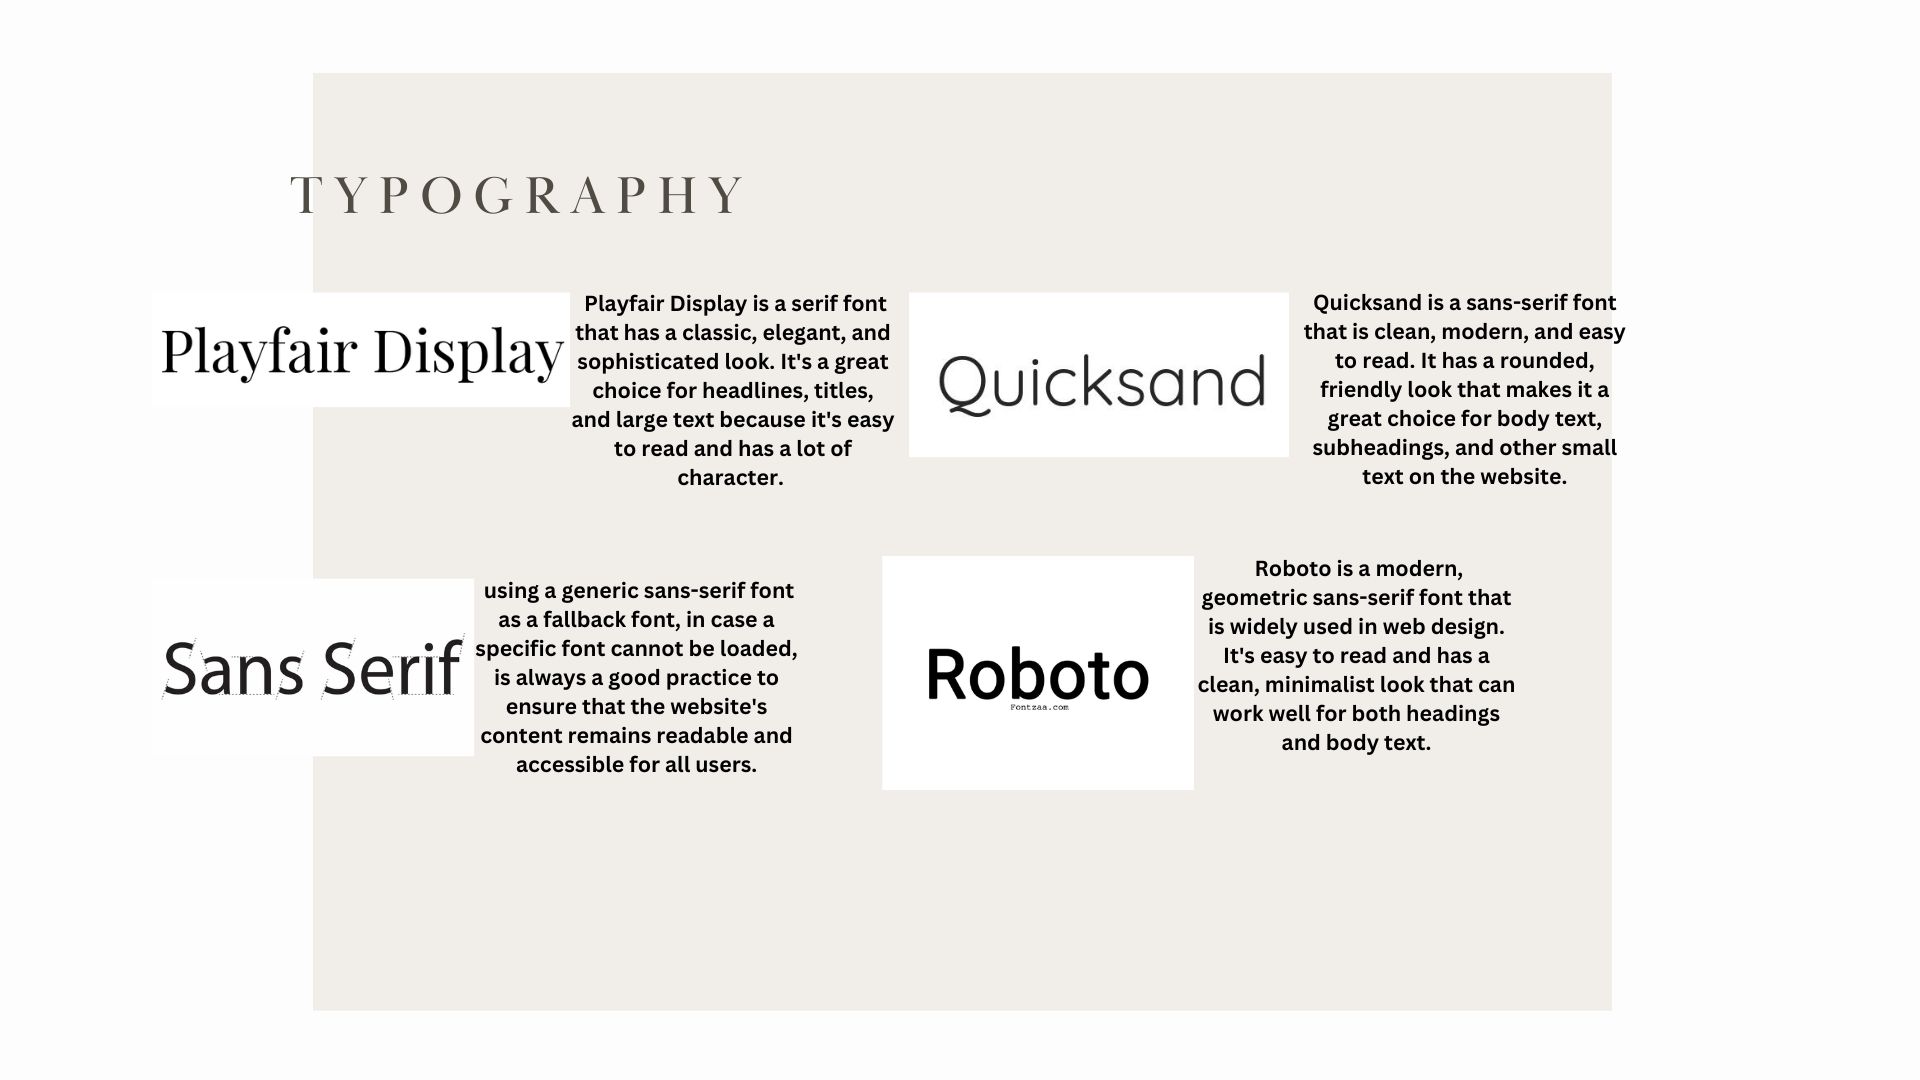 TYPOGRAPHY
Playfair Display
Playfair Display is a serif font
that has a classic, elegant, and
sophisticated look. It's a great
choice for headlines, titles,
and large text because it's easy
to read and has a lot of
character.
Quicksand
Quicksand is a sans-serif font
that is clean, modern, and easy
to read. It has a rounded,
friendly look that makes it a
great choice for body text,
subheadings, and other small
text on the website.
Sans Serif
using a generic sans-serif font
as a fallback font, in case a
specific font cannot be loaded,
is always a good practice to
ensure that the website's
content remains readable and
accessible for all users.
Roboto
Fontzaa.com
Roboto is a modern,
geometric sans-serif font that
is widely used in web design.
It's easy to read and has a
clean, minimalist look that can
work well for both headings
and body text.